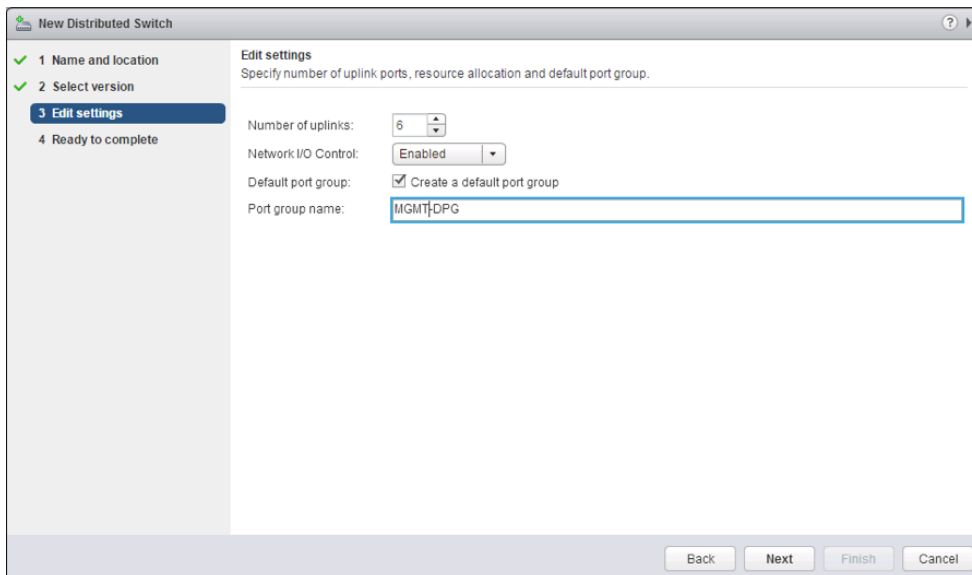 New Distributed Switch
?
1 Name and location
2 Select version
3 Edit settings
4 Ready to complete
Edit settings
Specify number of uplink ports, resource allocation and default port group.
Number of uplinks: 6
Network I/O Control: Enabled
Default port group: Create a default port group
Port group name: MGMT-DPG
Back Next Finish Cancel